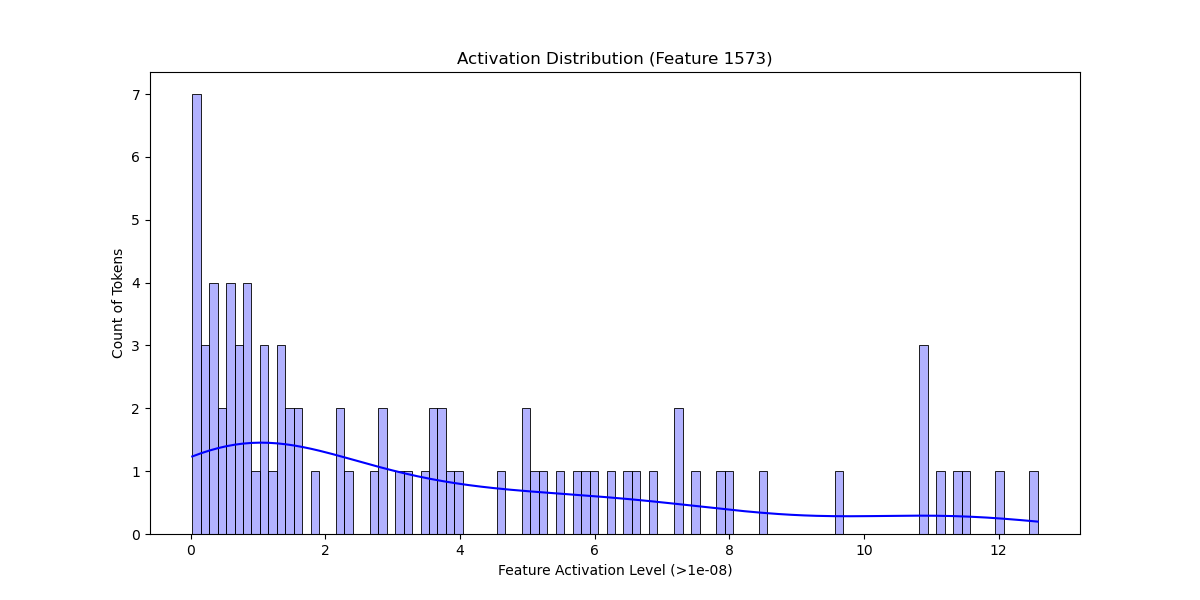 Activation Distribution (Feature 1573)
Count of Tokens
7
6
5
4
3
2
1
0
0 2 4 6 8 10 12
Feature Activation Level (>1e-08)